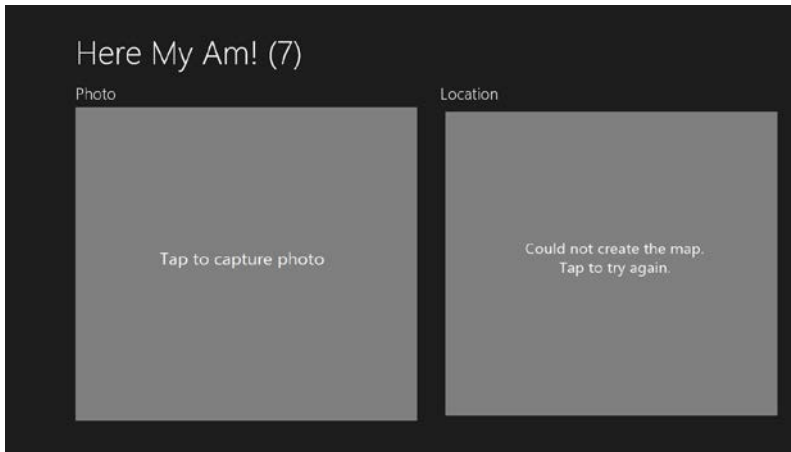 Here My Am! (7)
Photo
Location
Tap to capture photo
Could not create the map.
Tap to try again.